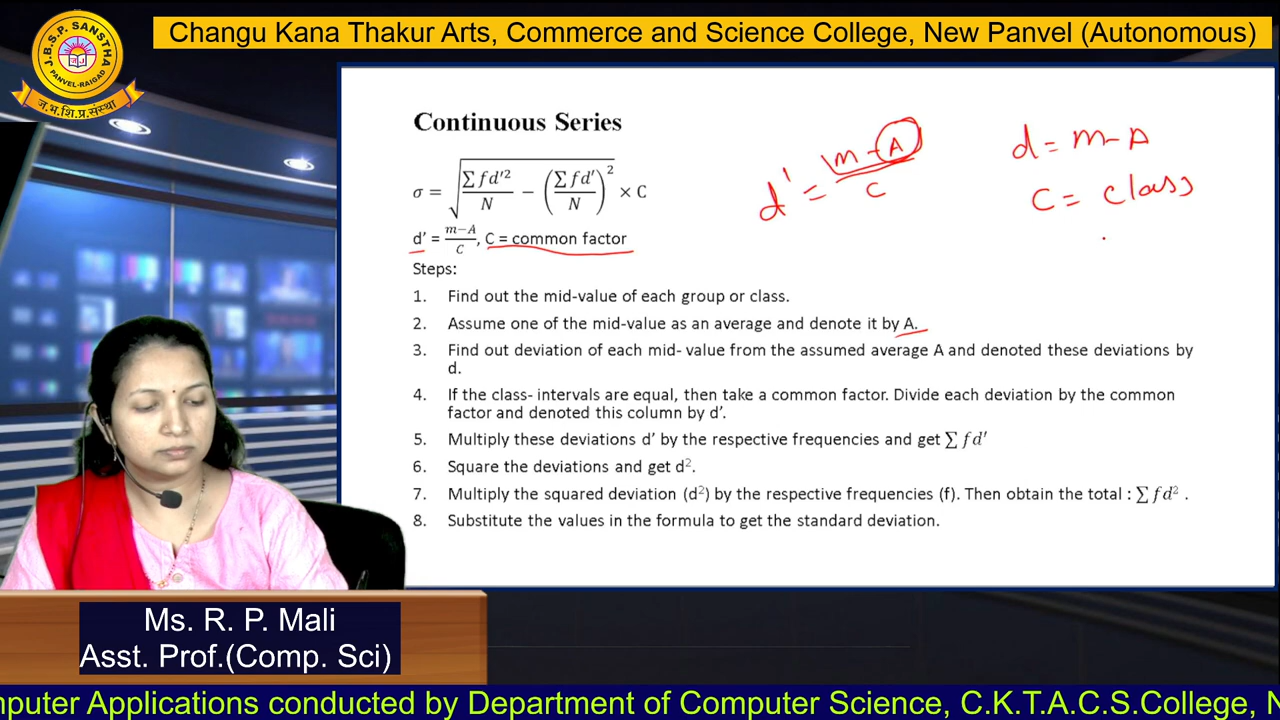 Changu Kana Thakur Arts, Commerce and Science College, New Panvel (Autonomous)
J.B.S.P. SANSTHA
PANVEL-RAIGAD
ज.भ.शि.प्र.संस्था
Continuous Series
σ = √(∑fd'²/N − (∑fd'/N)²) × C
d' = (m−A)/C, C = common factor
d' = (m-A)/c
d = m-A
C = class
Steps:
1. Find out the mid-value of each group or class.
2. Assume one of the mid-value as an average and denote it by A.
3. Find out deviation of each mid- value from the assumed average A and denoted these deviations by
d.
4. If the class- intervals are equal, then take a common factor. Divide each deviation by the common
factor and denoted this column by d'.
5. Multiply these deviations d' by the respective frequencies and get ∑fd'
6. Square the deviations and get d².
7. Multiply the squared deviation (d²) by the respective frequencies (f). Then obtain the total : ∑fd² .
8. Substitute the values in the formula to get the standard deviation.
Ms. R. P. Mali
Asst. Prof.(Comp. Sci)
Applications conducted by Department of Computer Science, C.K.T.A.C.S.College,